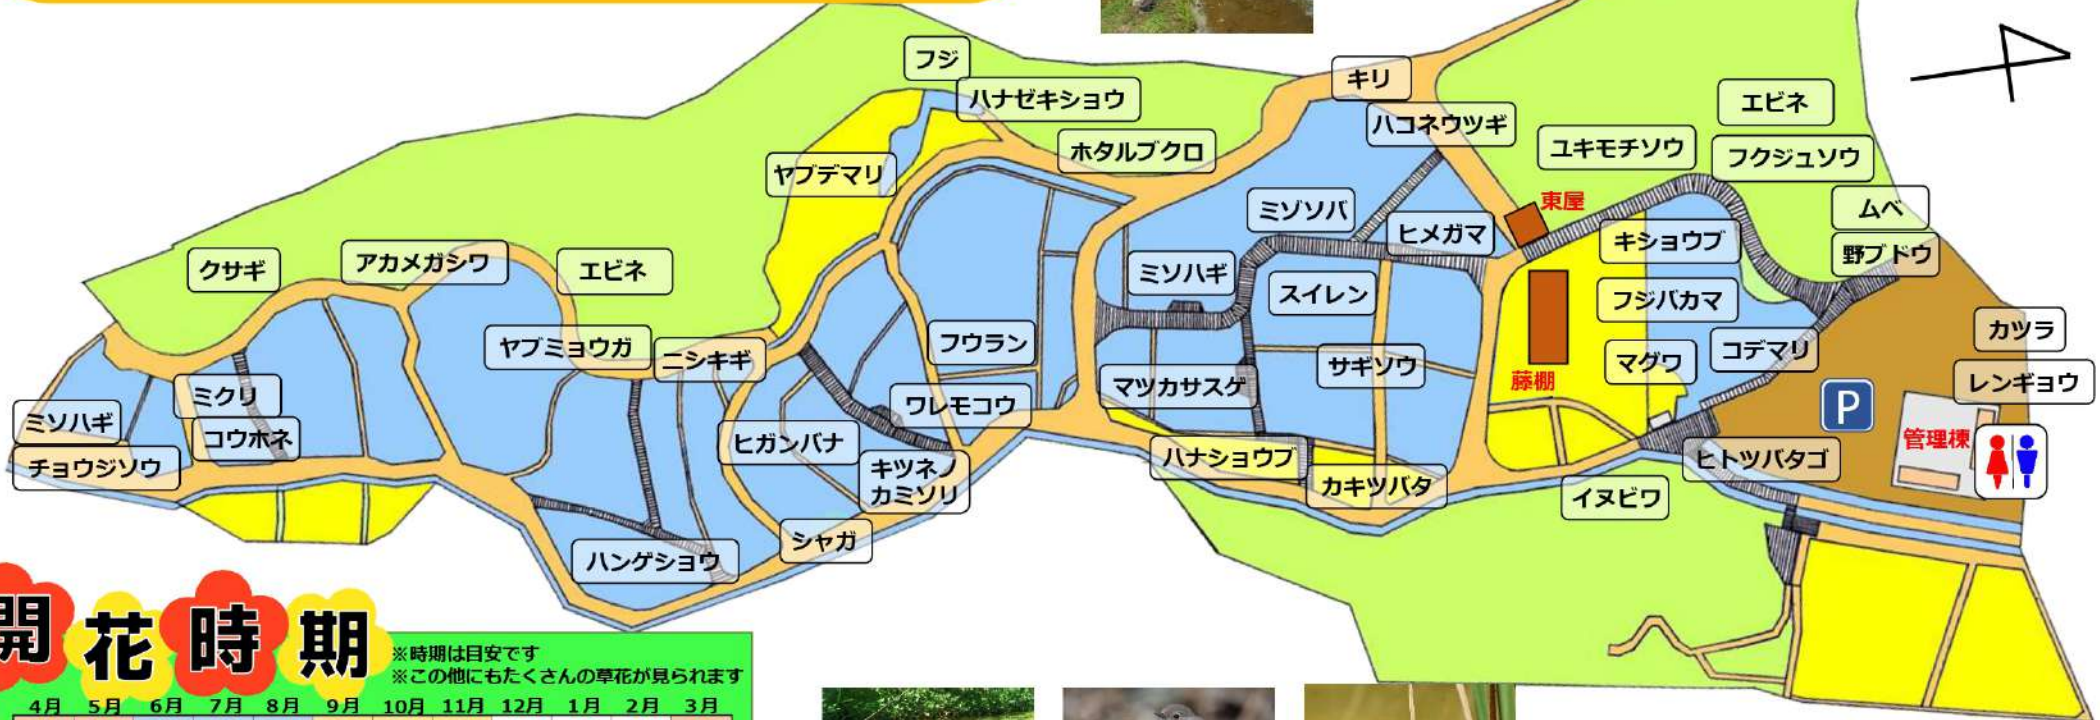 フジ
ハナゼキショウ
キリ
ハコネウツギ
エビネ
ホタルブクロ
ユキモチソウ
フクジュソウ
ヤブデマリ
ミゾソバ
東屋
ムベ
ヒメガマ
キショウブ
野ブドウ
クサギ
アカメガシワ
エビネ
ミソハギ
スイレン
フジバカマ
カツラ
ヤブミョウガ
ニシキギ
フウラン
サギソウ
マグワ
コデマリ
藤棚
レンギョウ
マツカサスゲ
ミクリ
ワレモコウ
P
ミソハギ
コウホネ
ヒガンバナ
管理棟
チョウジソウ
キツネノ
カミソリ
ハナショウブ
カキツバタ
ヒトツバタゴ
イヌビワ
シャガ
ハンゲショウ
開花時期
※時期は目安です
※この他にもたくさんの草花が見られます
4月 5月 6月 7月 8月 9月 10月 11月 12月 1月 2月 3月